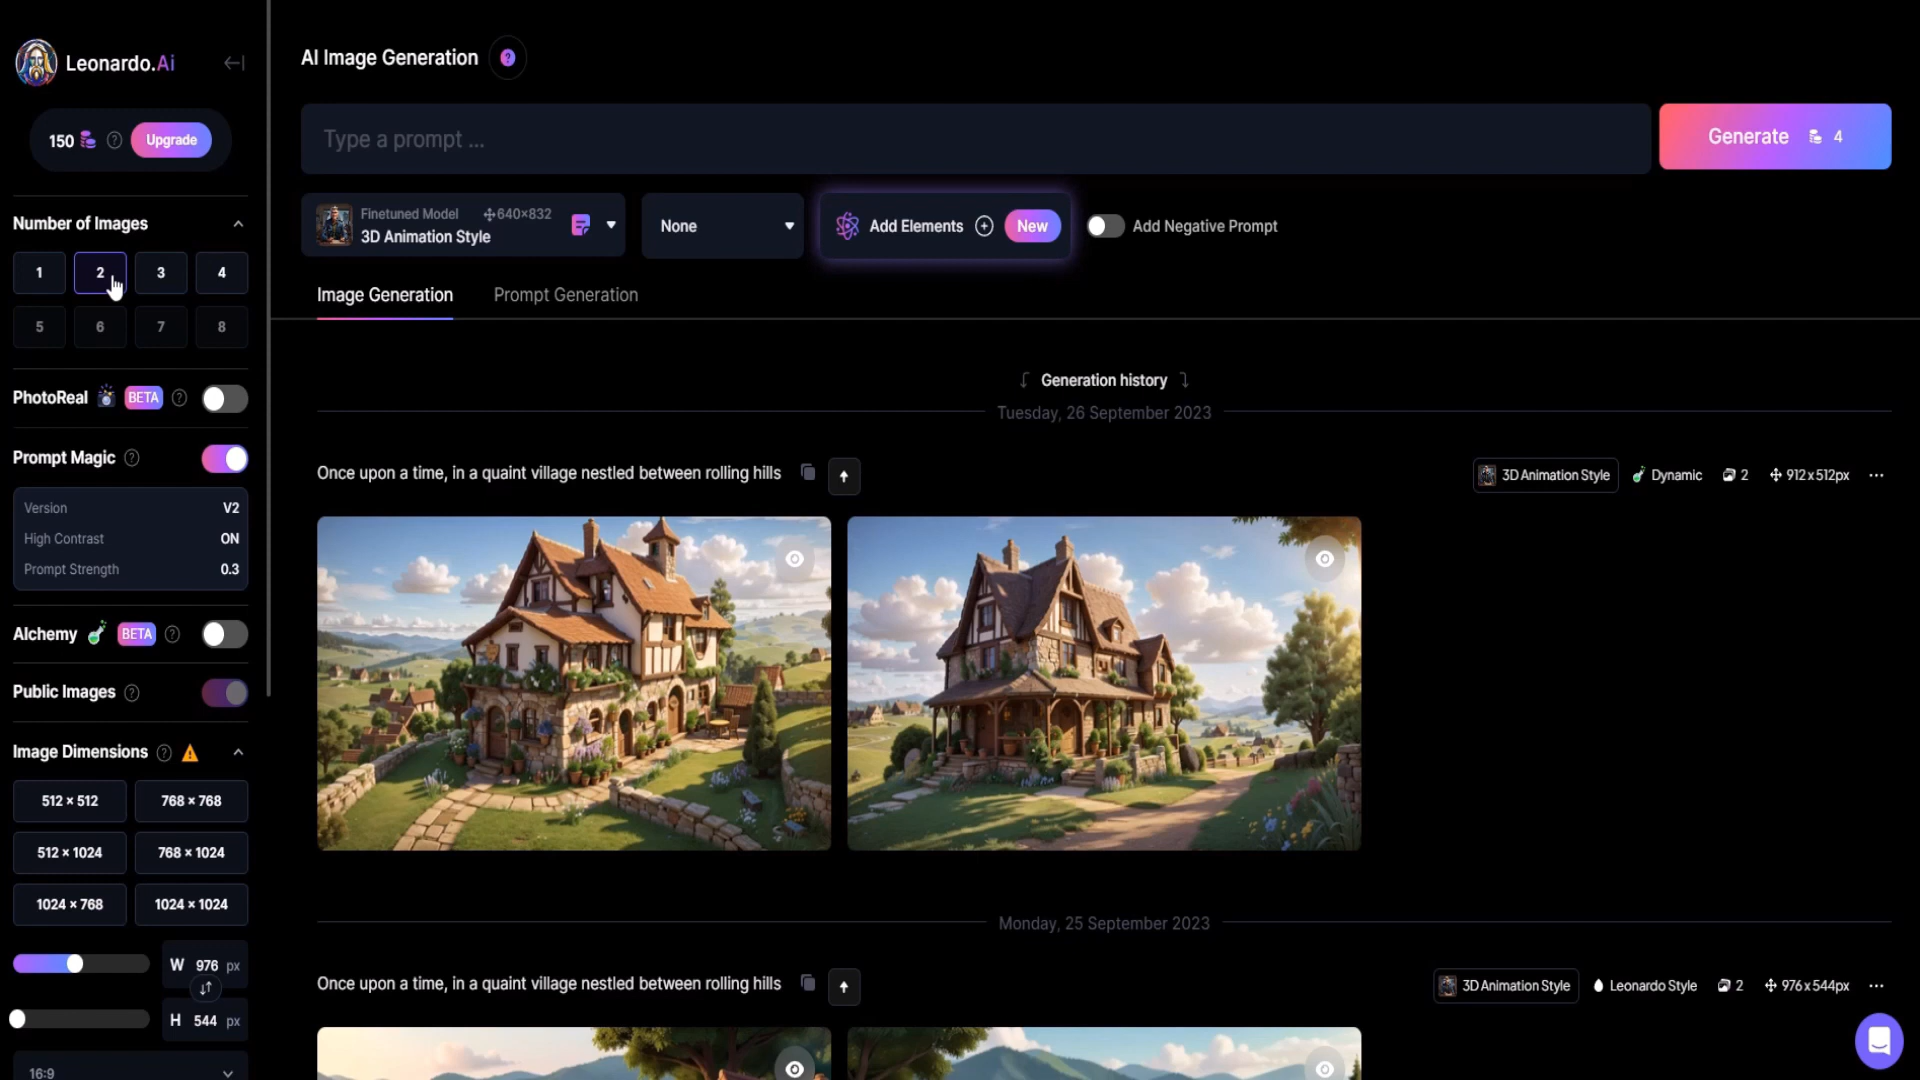 Leonardo.Ai
150 Upgrade
Number of Images
1 2 3 4
5 6 7 8
PhotoReal BETA
Prompt Magic
Version V2
High Contrast ON
Prompt Strength 0.3
Alchemy BETA
Public Images
Image Dimensions
512 × 512 768 × 768
512 × 1024 768 × 1024
1024 × 768 1024 × 1024
W 976 px
H 544 px
16:9
AI Image Generation
Type a prompt ...
Generate 4
Finetuned Model 640×832
3D Animation Style
None
Add Elements New
Add Negative Prompt
Image Generation Prompt Generation
Generation history
Tuesday, 26 September 2023
Once upon a time, in a quaint village nestled between rolling hills
3D Animation Style Dynamic 2 912x512px ...
Monday, 25 September 2023
Once upon a time, in a quaint village nestled between rolling hills
3D Animation Style Leonardo Style 2 976x544px ...